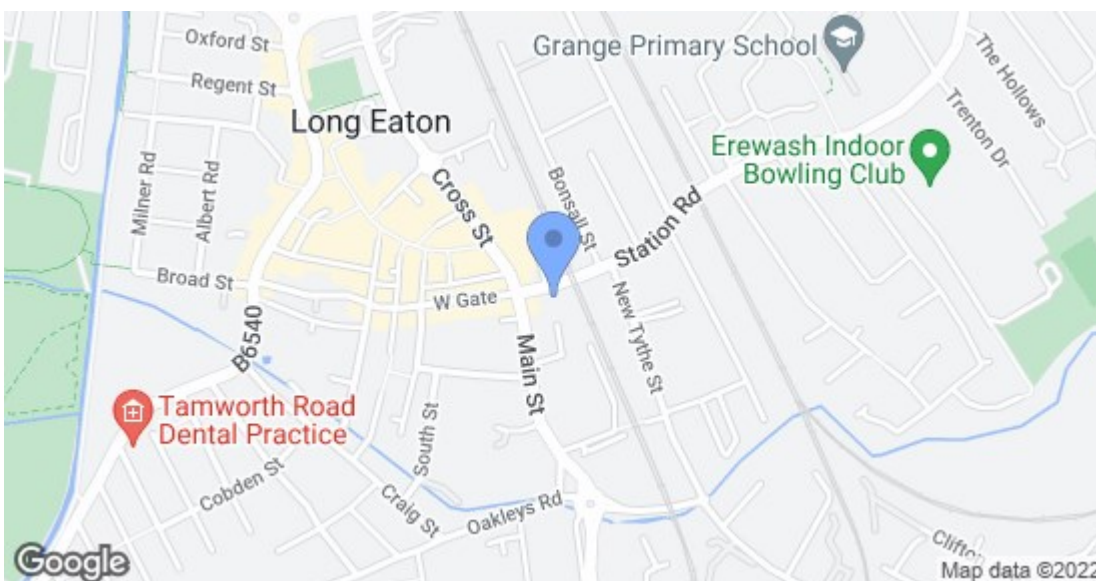 Oxford St
Regent St
Long Eaton
Milner Rd
Albert Rd
Broad St
B6540
Cross St
W Gate
Main St
South St
Cobden St
Craig St
Oakleys Rd
Tamworth Road
Dental Practice
Grange Primary School
The Hollows
Trenton Dr
Erewash Indoor
Bowling Club
Bonsall St
Station Rd
New Tythe St
Clifton
Google
Map data ©2022